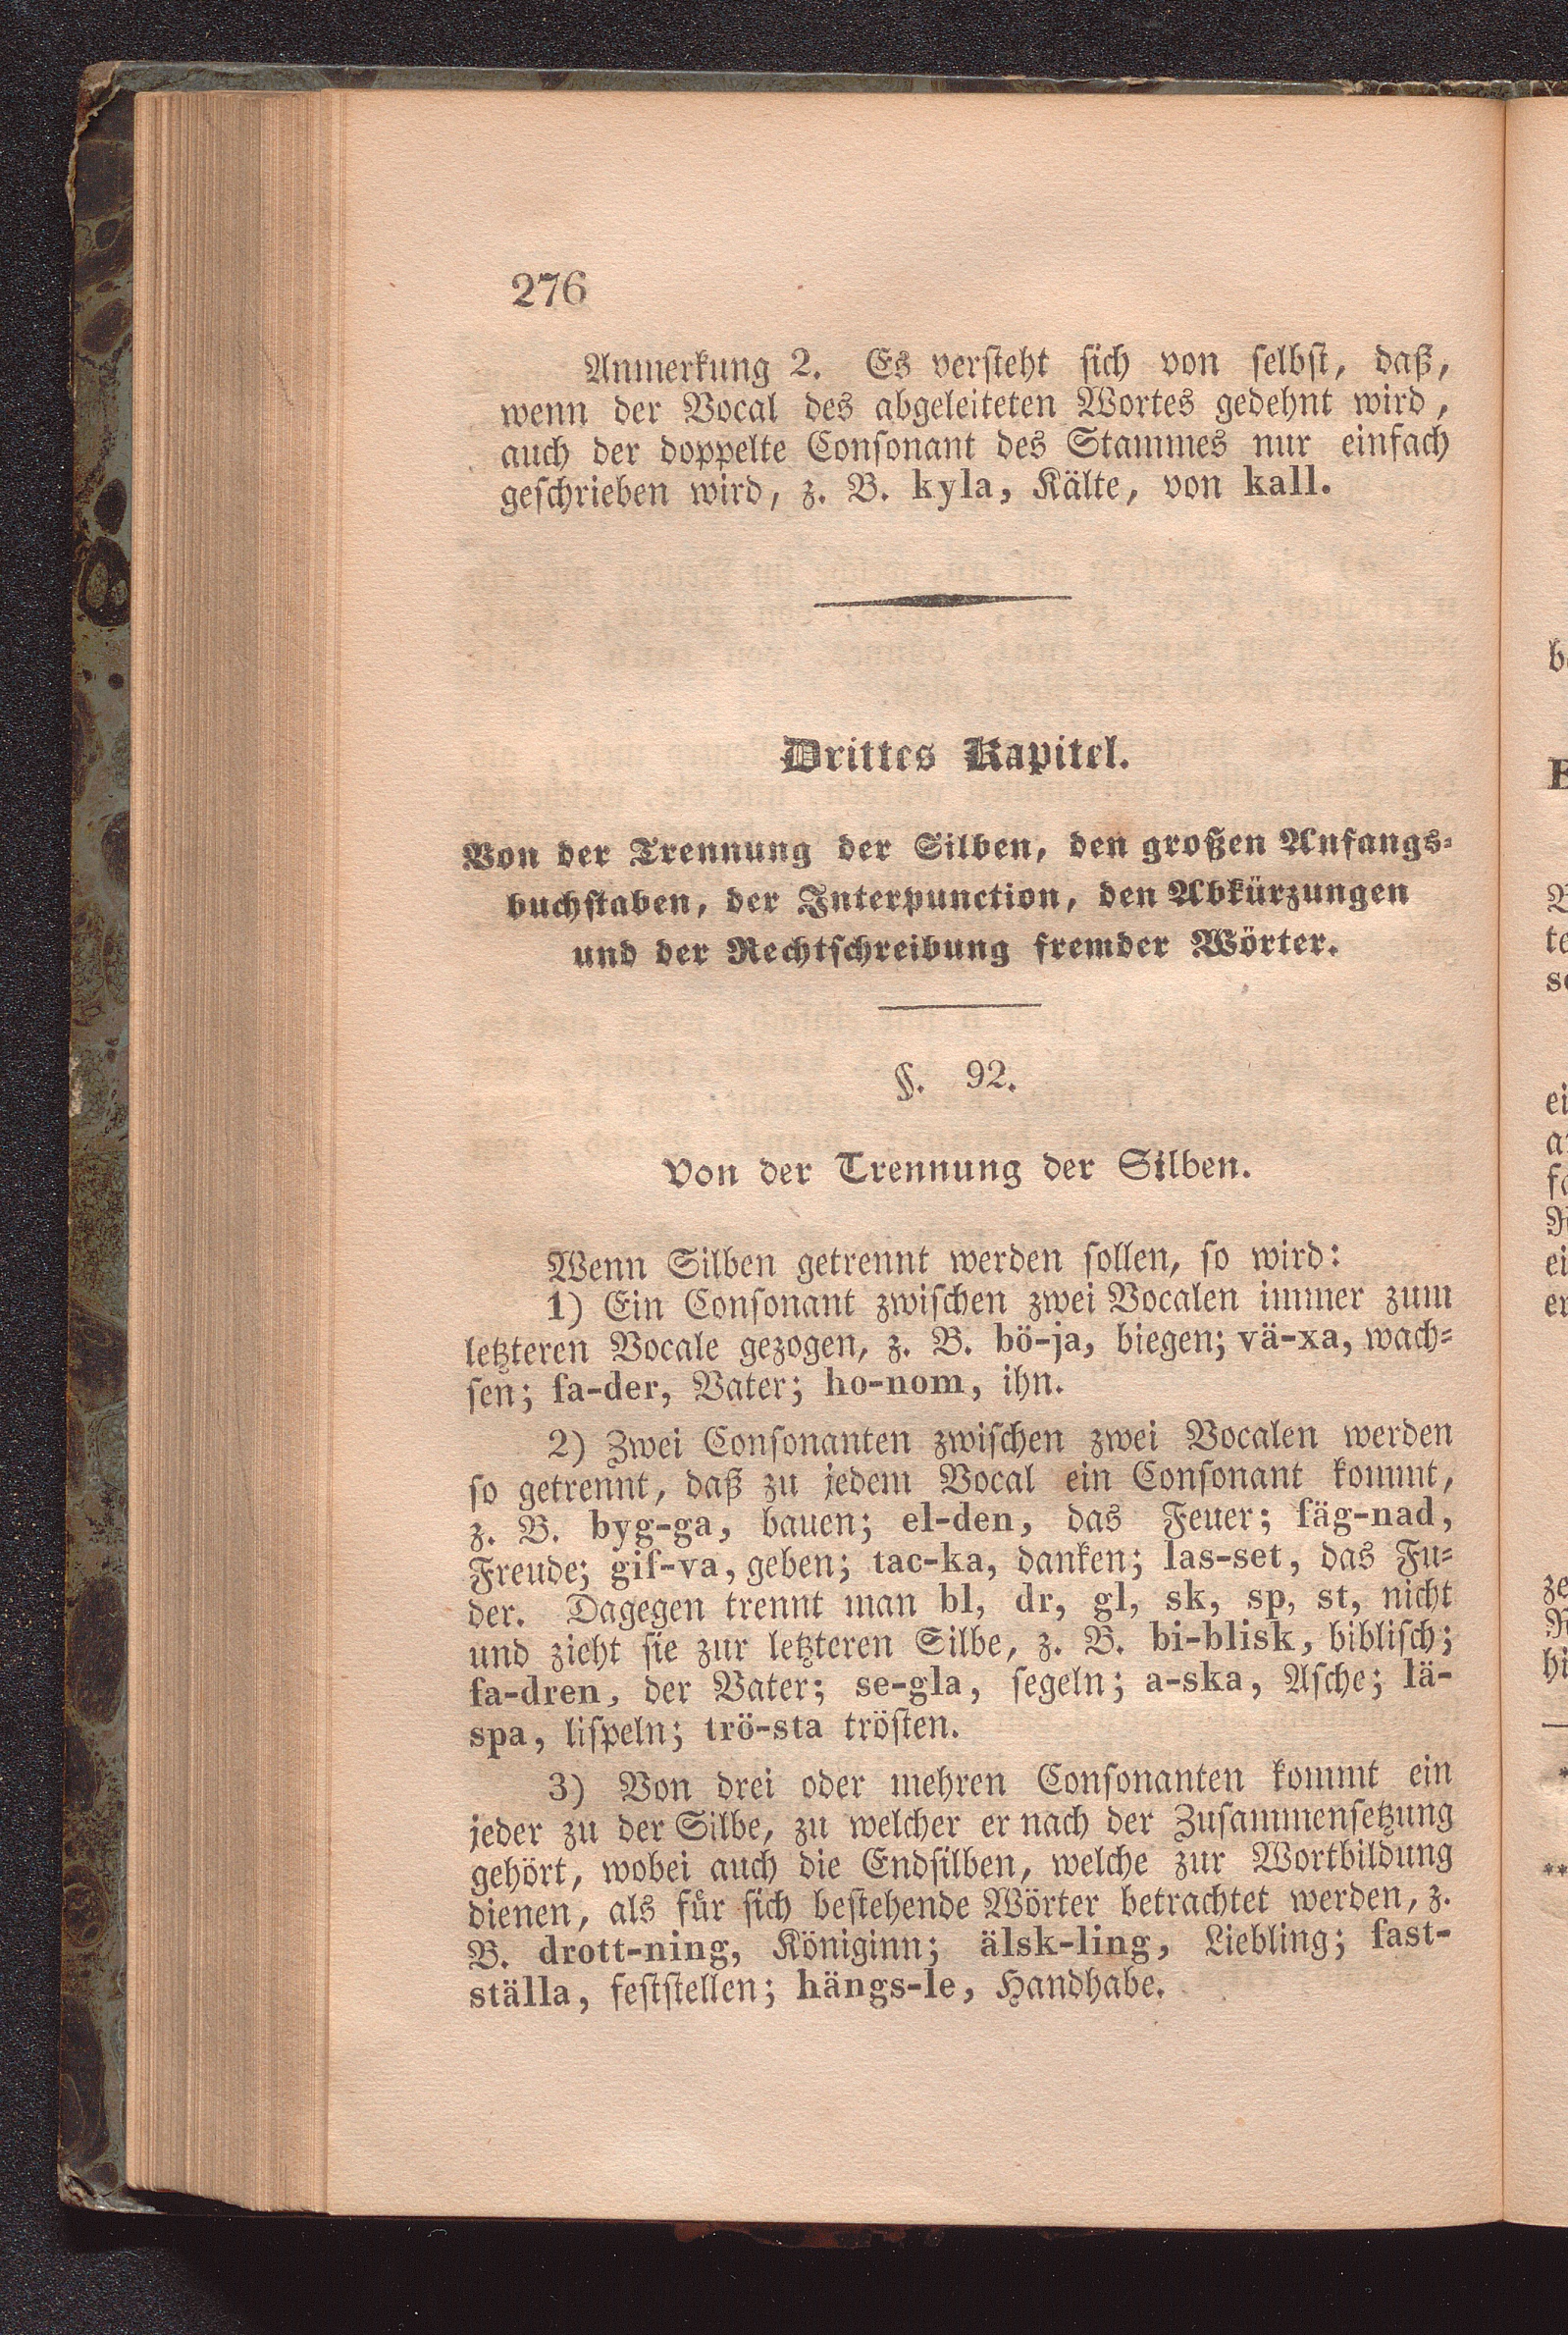 276
Anmerkung 2. Es versteht sich von selbst, daß,
wenn der Vocal des abgeleiteten Wortes gedehnt wird,
auch der doppelte Consonant des Stammes nur einfach
geschrieben wird, z. B. kyla, Kälte, von kall.
Drittes Kapitel.
Von der Trennung der Silben, den großen Anfangs-
buchstaben, der Interpunction, den Abkürzungen
und der Rechtschreibung fremder Wörter.
§. 92.
Von der Trennung der Silben.
Wenn Silben getrennt werden sollen, so wird:
1) Ein Consonant zwischen zwei Vocalen immer zum
letzteren Vocale gezogen, z. B. bö-ja, biegen; vä-xa, wach-
sen; fa-der, Vater; ho-nom, ihn.
2) Zwei Consonanten zwischen zwei Vocalen werden
so getrennt, daß zu jedem Vocal ein Consonant kommt,
z. B. byg-ga, bauen; el-den, das Feuer; fäg-nad,
Freude; gif-va, geben; tac-ka, danken; las-set, das Fu-
der. Dagegen trennt man bl, dr, gl, sk, sp, st, nicht
und zieht sie zur letzteren Silbe, z. B. bi-blisk, biblisch;
fa-dren, der Vater; se-gla, segeln; a-ska, Asche; lä-
spa, lispeln; trö-sta trösten.
3) Von drei oder mehren Consonanten kommt ein
jeder zu der Silbe, zu welcher er nach der Zusammensetzung
gehört, wobei auch die Endsilben, welche zur Wortbildung
dienen, als für sich bestehende Wörter betrachtet werden, z.
B. drott-ning, Königinn; älsk-ling, Liebling; fast-
ställa, feststellen; hängs-le, Handhabe.